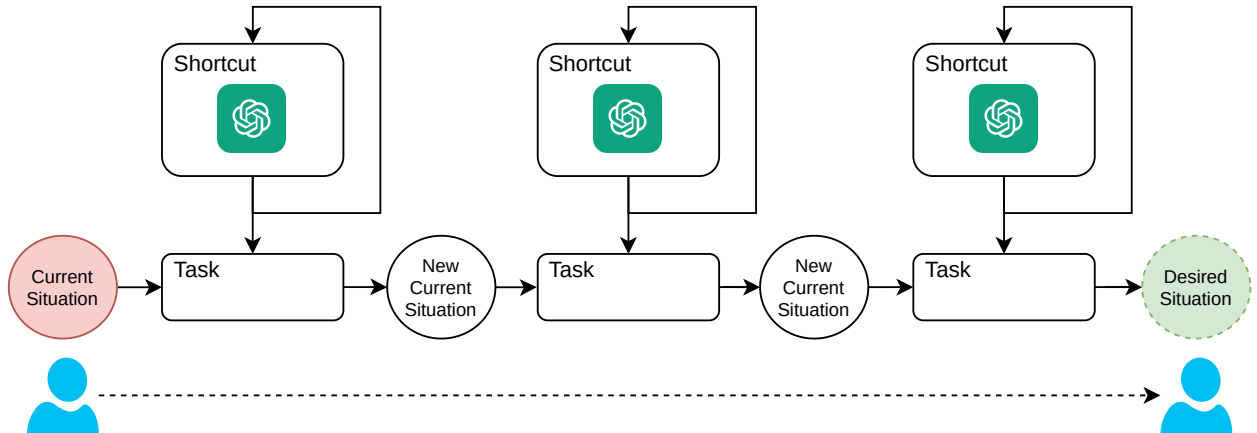 Shortcut
Shortcut
Shortcut
Current
Situation
Task
New
Current
Situation
Task
New
Current
Situation
Task
Desired
Situation